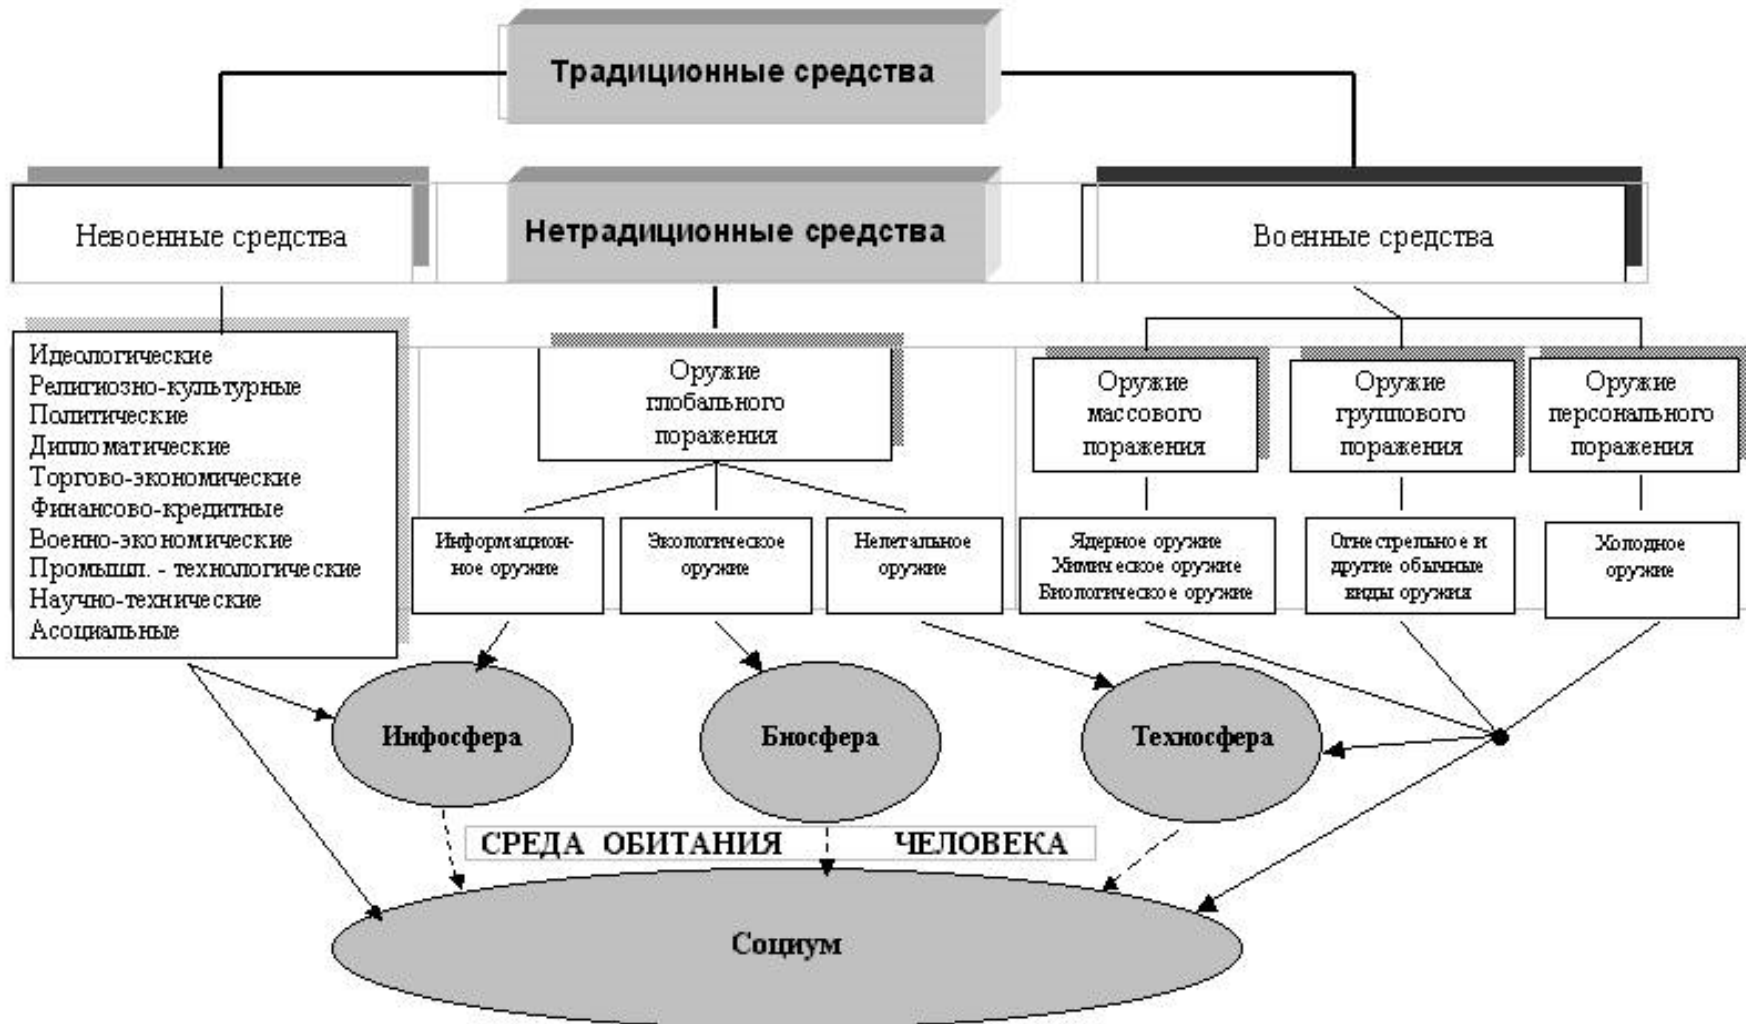 Традиционные средства
Невоенные средства
Нетрадиционные средства
Военные средства
Идеологические
Религиозно-культурные
Политические
Дипломатические
Торгово-экономические
Финансово-кредитные
Военно-экономические
Промышл. - технологические
Научно-технические
Асоциальные
Оружие
глобального
поражения
Оружие
массового
поражения
Оружие
группового
поражения
Оружие
персонального
поражения
Информацион-
ное оружие
Экологическое
оружие
Нелетальное
оружие
Ядерное оружие
Химическое оружие
Биологическое оружие
Огнестрельное и
другие обычные
виды оружия
Холодное
оружие
Инфосфера
Биосфера
Техносфера
СРЕДА ОБИТАНИЯ ЧЕЛОВЕКА
Социум